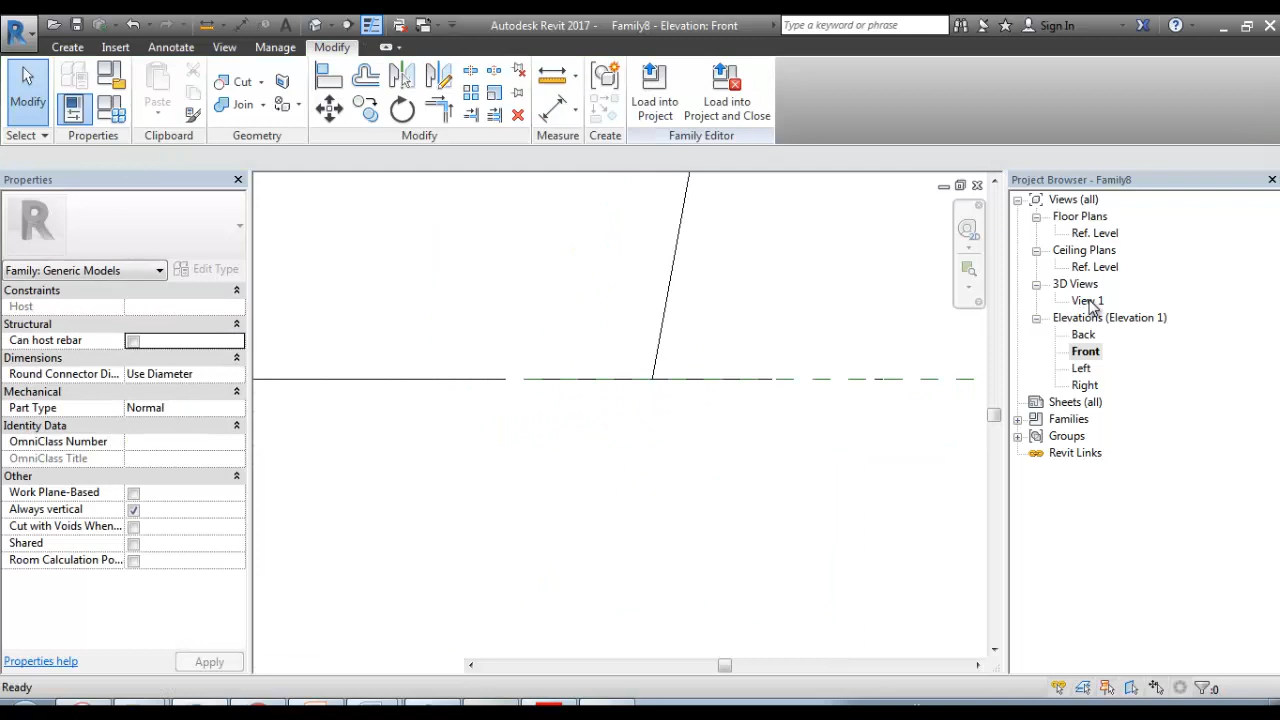 Autodesk Revit 2017 - Family8 - Elevation: Front
Type a keyword or phrase
Sign In
Create Insert Annotate View Manage Modify
Modify
Paste
Cut
Join
Load into Project
Load into Project and Close
Select Properties Clipboard Geometry Modify Measure Create Family Editor
Properties
Family: Generic Models
Edit Type
Constraints
Host
Structural
Can host rebar
Dimensions
Round Connector Di... Use Diameter
Mechanical
Part Type Normal
Identity Data
OmniClass Number
OmniClass Title
Other
Work Plane-Based
Always vertical
Cut with Voids When...
Shared
Room Calculation Po...
Properties help
Apply
Ready
2D
Project Browser - Family8
Views (all)
Floor Plans
Ref. Level
Ceiling Plans
Ref. Level
3D Views
View 1
Elevations (Elevation 1)
Back
Front
Left
Right
Sheets (all)
Families
Groups
Revit Links
:0